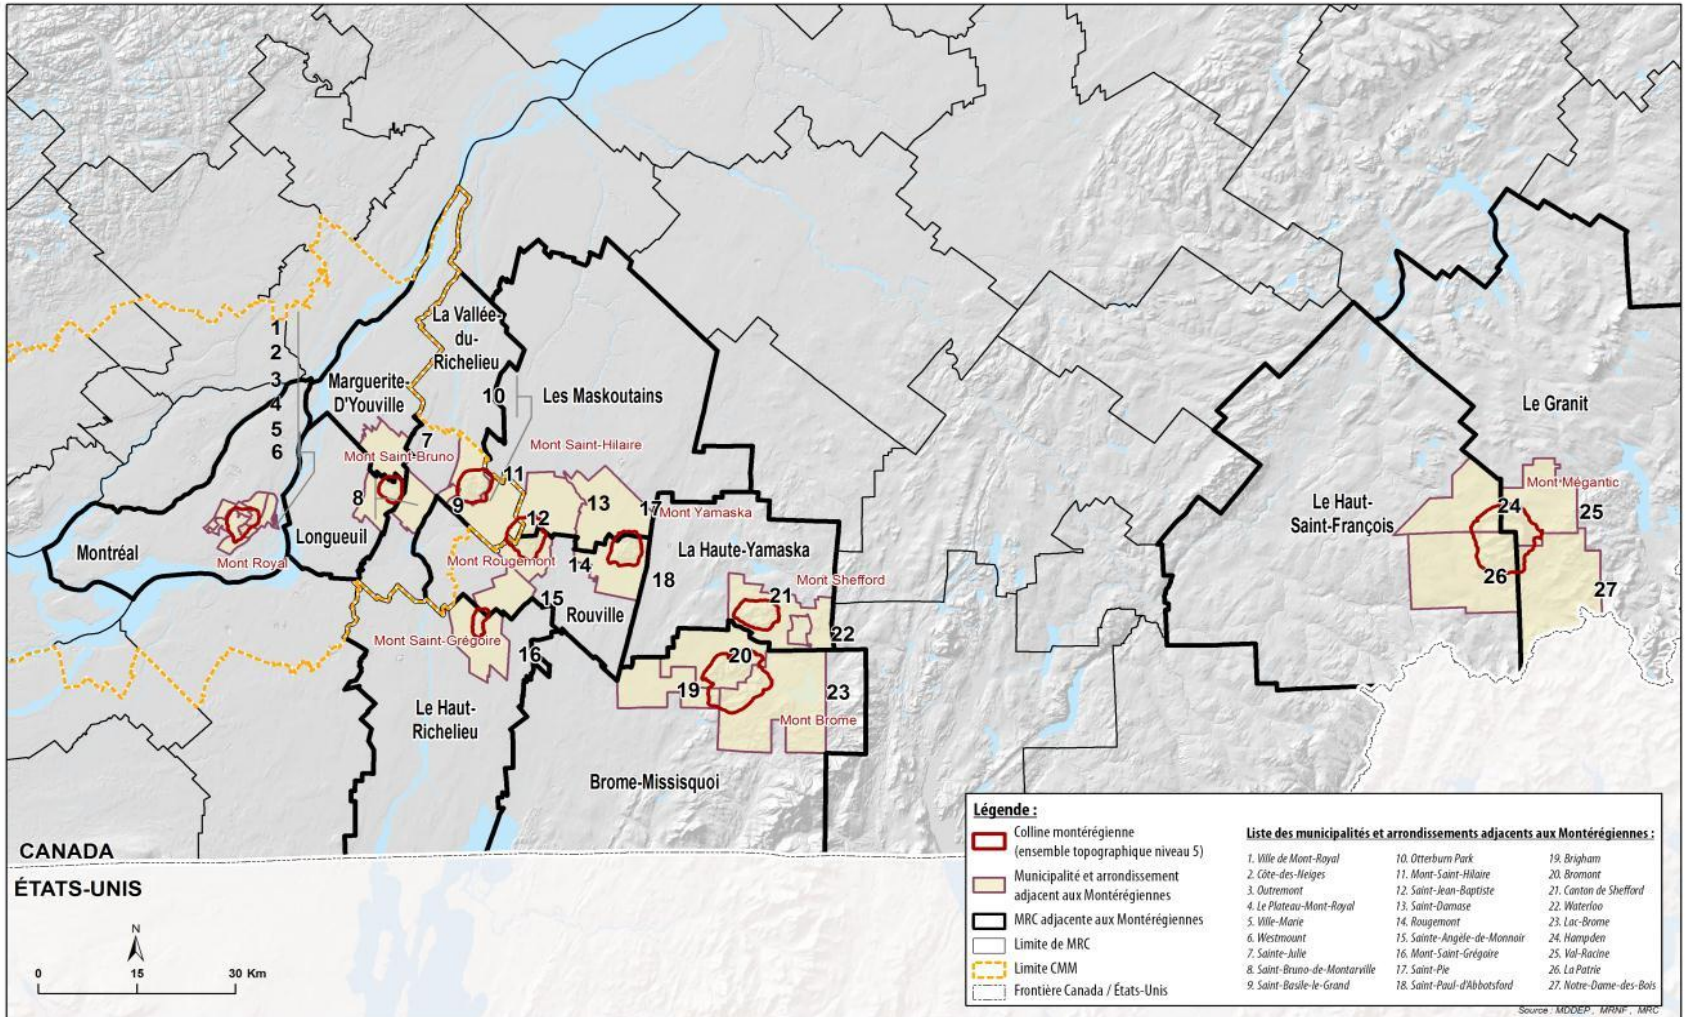 La Vallée-
du-
Richelieu
1
2
3
4
5
6
Marguerite-
D'Youville
10
Les Maskoutains
Le Granit
7
Mont Saint-Hilaire
Mont Saint-Bruno
11
8
9
12
13
17
Mont Yamaska
Mont Mégantic
24
25
Le Haut-
Saint-François
Montréal
Longueuil
Mont Royal
Mont Rougemont
14
La Haute-Yamaska
18
Mont Shefford
26
27
15
Rouville
21
22
Mont Saint-Grégoire
16
20
19
23
Le Haut-
Richelieu
Mont Brome
Brome-Missisquoi
CANADA
ÉTATS-UNIS
N
0 15 30 Km
Légende :
Colline montérégienne
(ensemble topographique niveau 5)
Municipalité et arrondissement
adjacent aux Montérégiennes
MRC adjacente aux Montérégiennes
Limite de MRC
Limite CMM
Frontière Canada / États-Unis
Liste des municipalités et arrondissements adjacents aux Montérégiennes :
1. Ville de Mont-Royal
2. Côte-des-Neiges
3. Outremont
4. Le Plateau-Mont-Royal
5. Ville-Marie
6. Westmount
7. Sainte-Julie
8. Saint-Bruno-de-Montarville
9. Saint-Basile-le-Grand
10. Otterburn Park
11. Mont-Saint-Hilaire
12. Saint-Jean-Baptiste
13. Saint-Damase
14. Rougemont
15. Sainte-Angèle-de-Monnoir
16. Mont-Saint-Grégoire
17. Saint-Pie
18. Saint-Paul-d'Abbotsford
19. Brigham
20. Bromont
21. Canton de Shefford
22. Waterloo
23. Lac-Brome
24. Hampden
25. Val-Racine
26. La Patrie
27. Notre-Dame-des-Bois
Source : MDDEP , MRNF , MRC